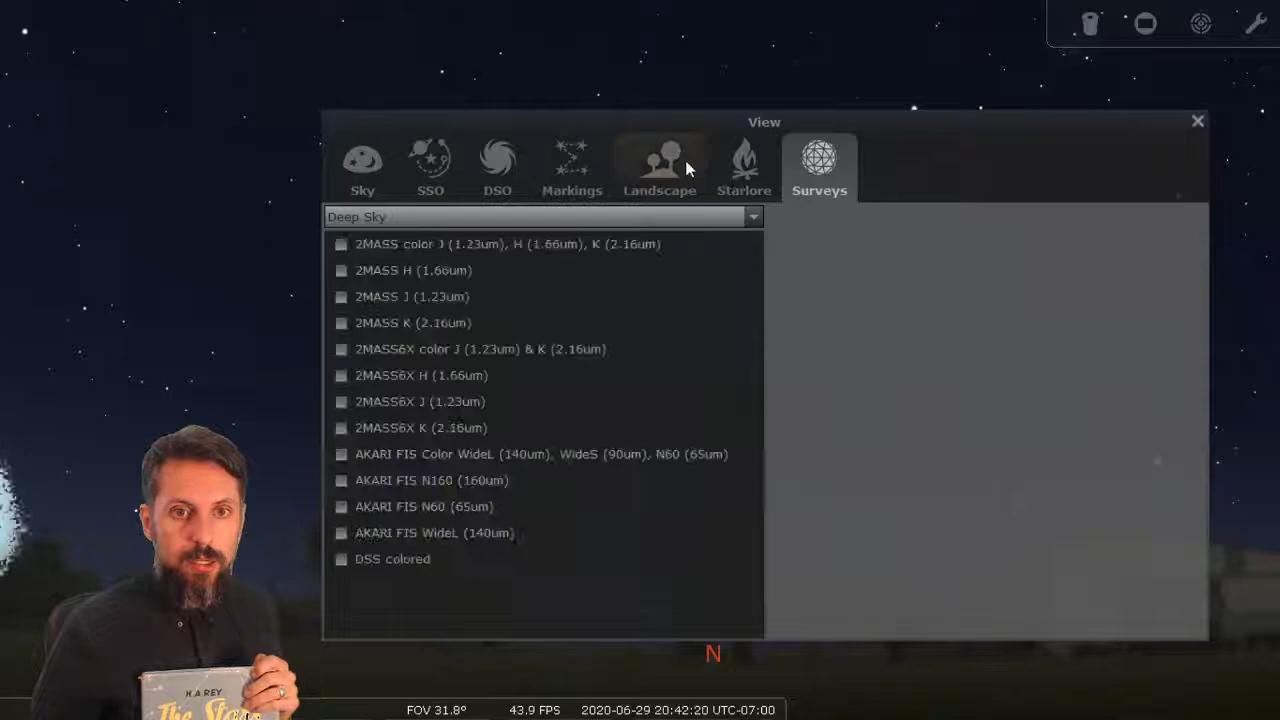 View
Sky
SSO
DSO
Markings
Landscape
Starlore
Surveys
Deep Sky
2MASS color J (1.23um), H (1.66um), K (2.16um)
2MASS H (1.66um)
2MASS J (1.23um)
2MASS K (2.16um)
2MASS6X color J (1.23um) & K (2.16um)
2MASS6X H (1.66um)
2MASS6X J (1.23um)
2MASS6X K (2.16um)
AKARI FIS Color WideL (140um), WideS (90um), N60 (65um)
AKARI FIS N160 (160um)
AKARI FIS N60 (65um)
AKARI FIS WideL (140um)
DSS colored
N
H.A.REY
The Stars
FOV 31.8° 43.9 FPS 2020-06-29 20:42:20 UTC-07:00